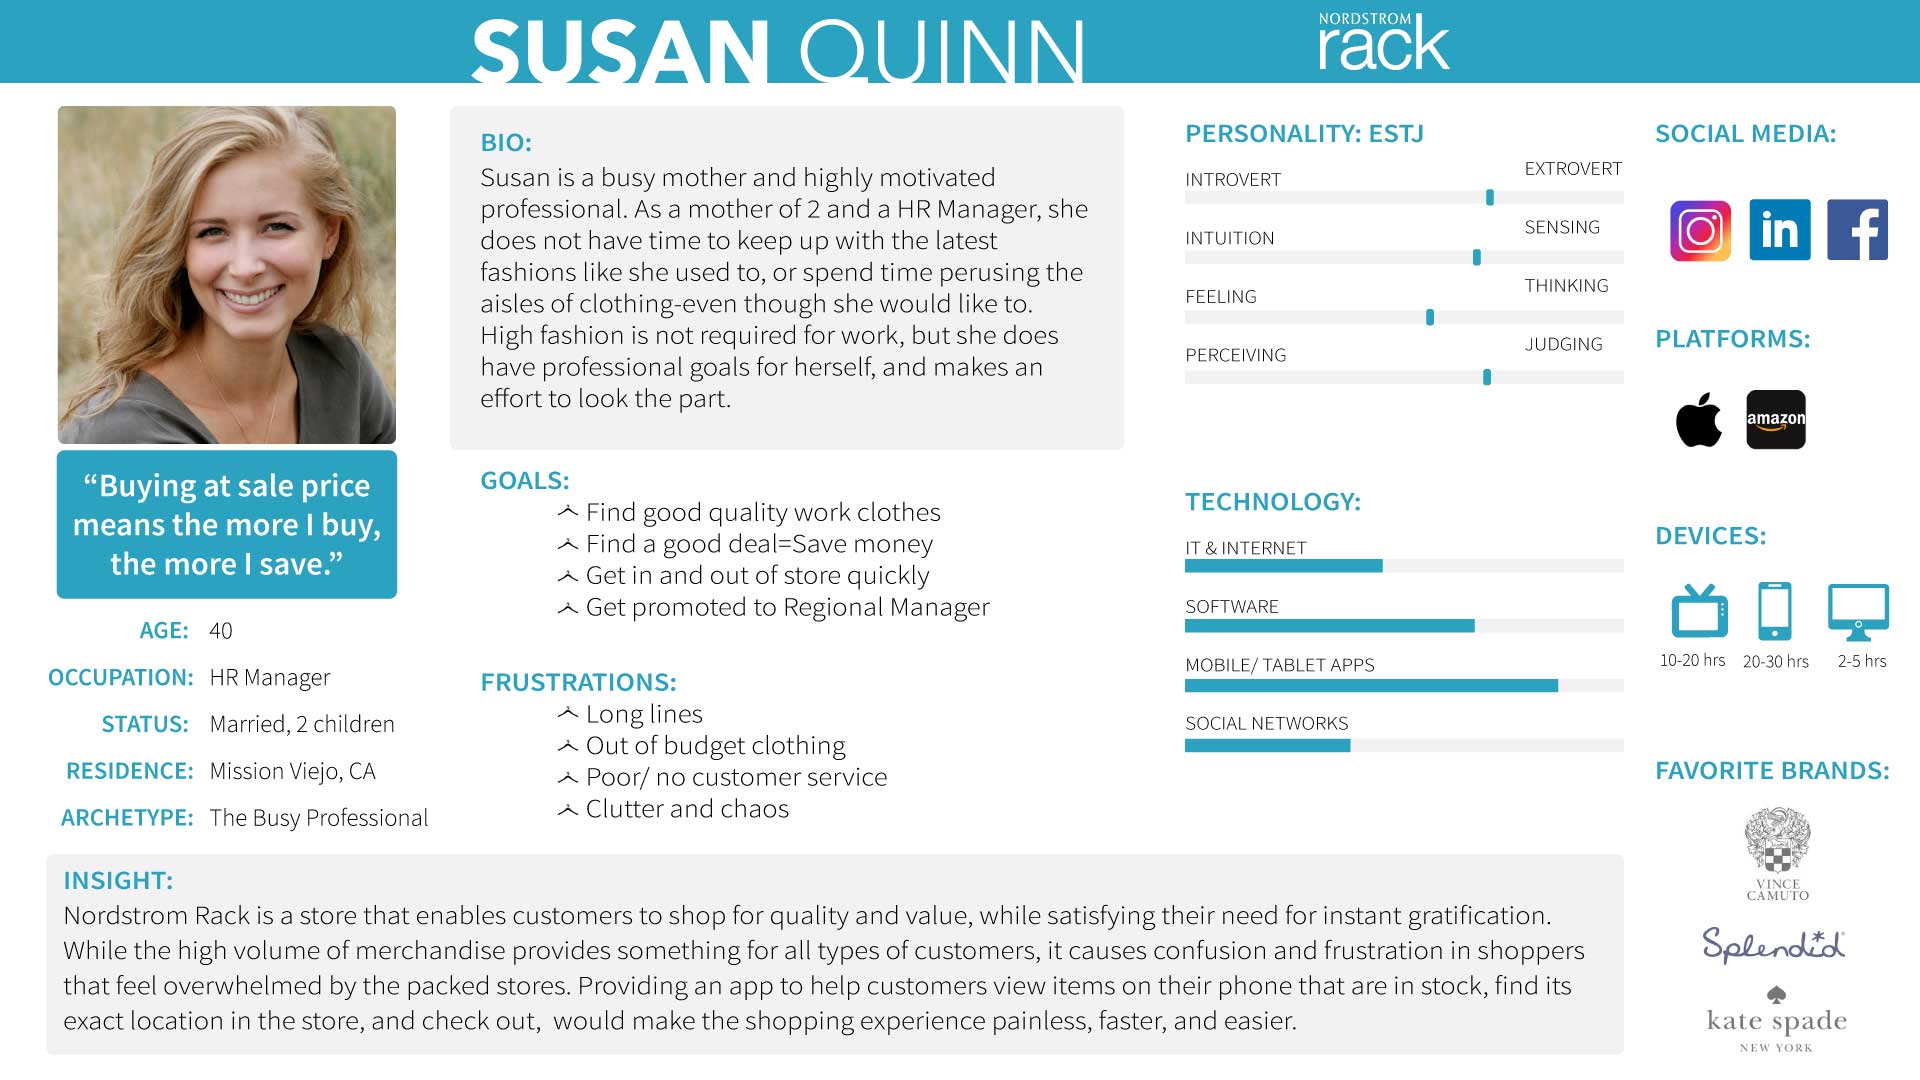 SUSAN QUINN
NORDSTROM
rack
“Buying at sale price
means the more I buy,
the more I save.”
AGE: 40
OCCUPATION: HR Manager
STATUS: Married, 2 children
RESIDENCE: Mission Viejo, CA
ARCHETYPE: The Busy Professional
BIO:
Susan is a busy mother and highly motivated
professional. As a mother of 2 and a HR Manager, she
does not have time to keep up with the latest
fashions like she used to, or spend time perusing the
aisles of clothing-even though she would like to.
High fashion is not required for work, but she does
have professional goals for herself, and makes an
effort to look the part.
GOALS:
Find good quality work clothes
Find a good deal=Save money
Get in and out of store quickly
Get promoted to Regional Manager
FRUSTRATIONS:
Long lines
Out of budget clothing
Poor/ no customer service
Clutter and chaos
PERSONALITY: ESTJ
INTROVERT EXTROVERT
INTUITION SENSING
FEELING THINKING
PERCEIVING JUDGING
TECHNOLOGY:
IT & INTERNET
SOFTWARE
MOBILE/ TABLET APPS
SOCIAL NETWORKS
SOCIAL MEDIA:
in f
PLATFORMS:
amazon
DEVICES:
10-20 hrs 20-30 hrs 2-5 hrs
FAVORITE BRANDS:
VINCE
CAMUTO
Splendid
kate spade
NEW YORK
INSIGHT:
Nordstrom Rack is a store that enables customers to shop for quality and value, while satisfying their need for instant gratification.
While the high volume of merchandise provides something for all types of customers, it causes confusion and frustration in shoppers
that feel overwhelmed by the packed stores. Providing an app to help customers view items on their phone that are in stock, find its
exact location in the store, and check out,  would make the shopping experience painless, faster, and easier.